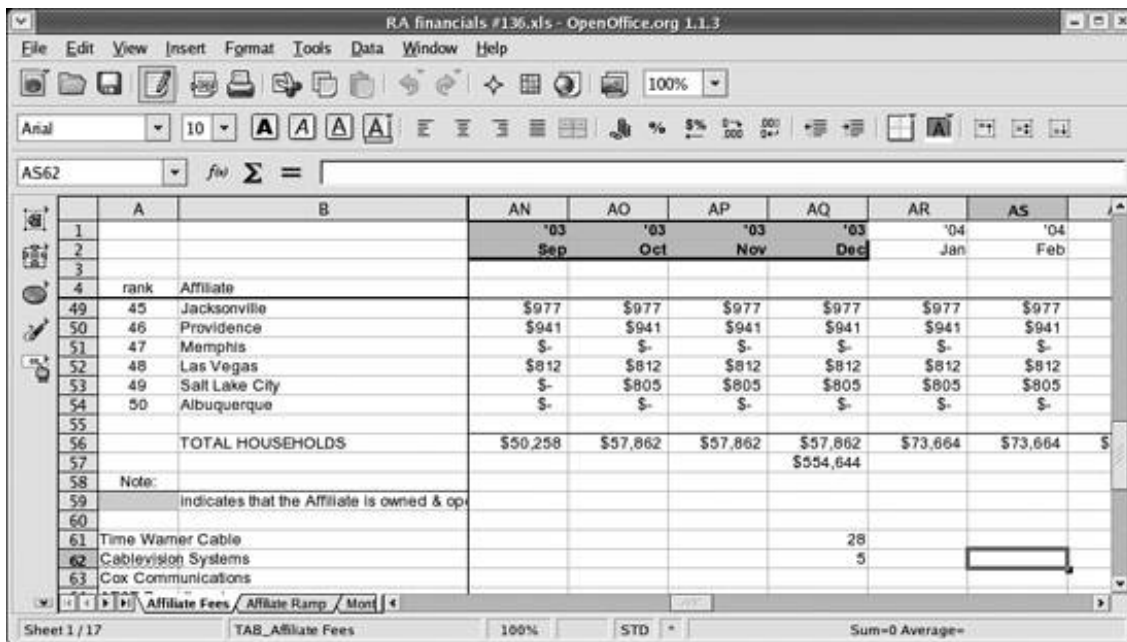 RA financials #136.xls - OpenOffice.org 1.1.3
File Edit View Insert Format Tools Data Window Help
100%
Arial 10
AS62 f(x) Σ =
A B AN AO AP AQ AR AS
1 '03 '03 '03 '03 '04 '04
2 Sep Oct Nov Dec Jan Feb
3
4 rank Affiliate
49 45 Jacksonville $977 $977 $977 $977 $977 $977
50 46 Providence $941 $941 $941 $941 $941 $941
51 47 Memphis $- $- $- $- $- $-
52 48 Las Vegas $812 $812 $812 $812 $812 $812
53 49 Salt Lake City $- $805 $805 $805 $805 $805
54 50 Albuquerque $- $- $- $- $- $-
55
56 TOTAL HOUSEHOLDS $50,258 $57,862 $57,862 $57,862 $73,664 $73,664 $
57 $554,644
58 Note:
59 indicates that the Affiliate is owned & ope
60
61 Time Warner Cable 28
62 Cablevision Systems 5
63 Cox Communications
Affiliate Fees Affiliate Ramp Mont
Sheet 1 / 17 TAB_Affiliate Fees 100% STD * Sum=0 Average=